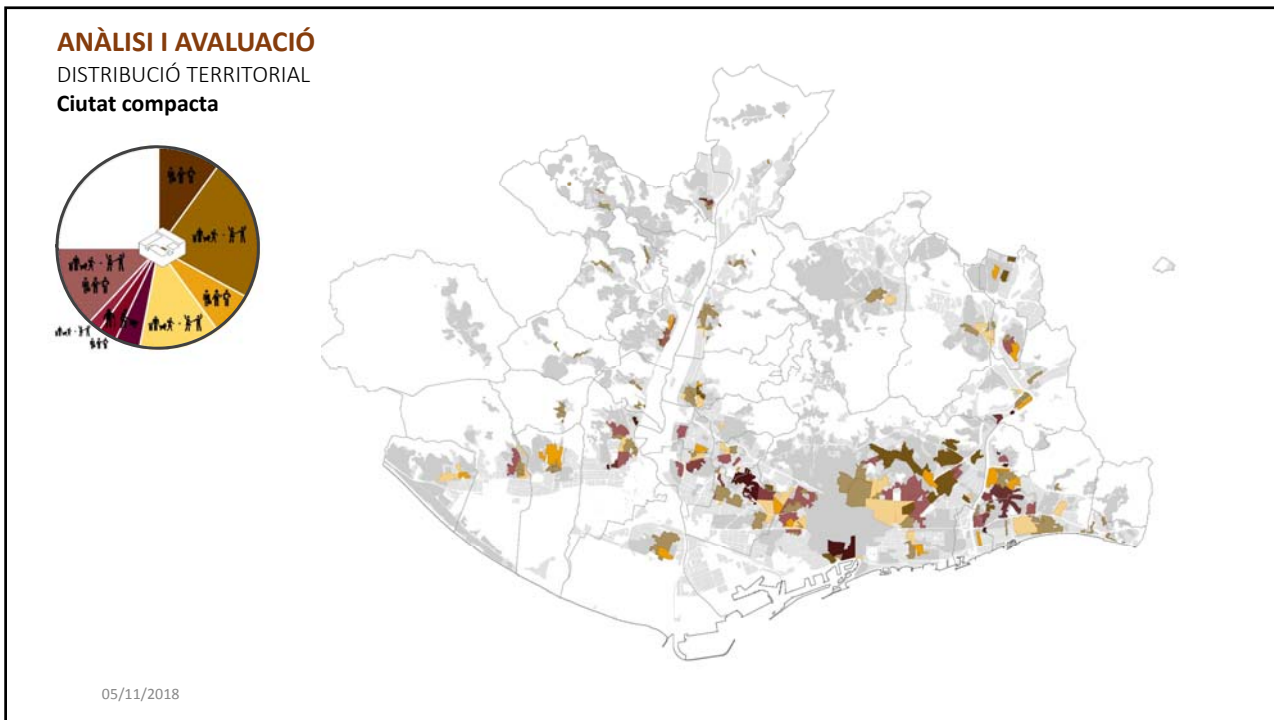 ANÀLISI I AVALUACIÓ
DISTRIBUCIÓ TERRITORIAL
Ciutat compacta
05/11/2018